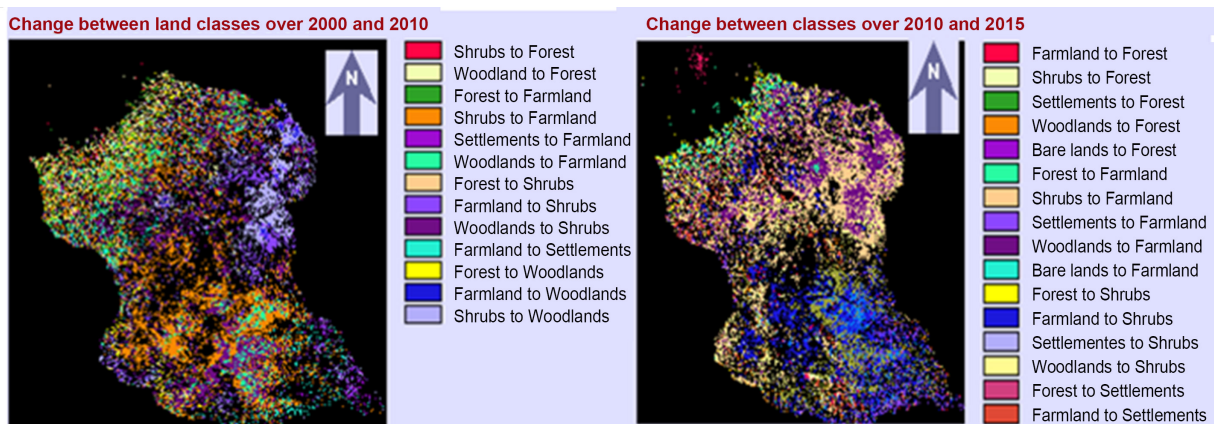 Change between land classes over 2000 and 2010
N
Shrubs to Forest
Woodland to Forest
Forest to Farmland
Shrubs to Farmland
Settlements to Farmland
Woodlands to Farmland
Forest to Shrubs
Farmland to Shrubs
Woodlands to Shrubs
Farmland to Settlements
Forest to Woodlands
Farmland to Woodlands
Shrubs to Woodlands
Change between classes over 2010 and 2015
N
Farmland to Forest
Shrubs to Forest
Settlements to Forest
Woodlands to Forest
Bare lands to Forest
Forest to Farmland
Shrubs to Farmland
Settlements to Farmland
Woodlands to Farmland
Bare lands to Farmland
Forest to Shrubs
Farmland to Shrubs
Settlementes to Shrubs
Woodlands to Shrubs
Forest to Settlements
Farmland to Settlements